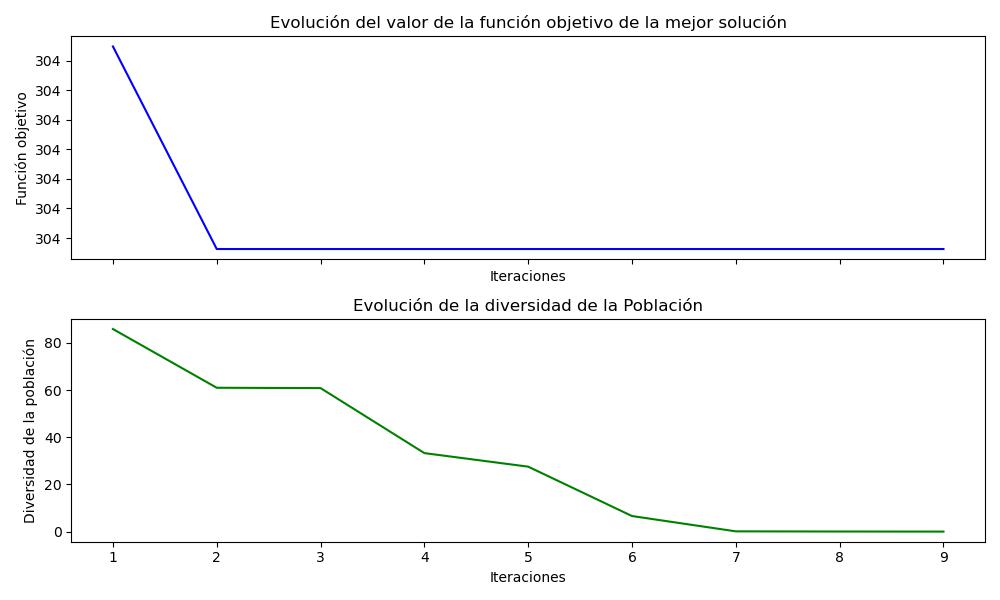 Evolución del valor de la función objetivo de la mejor solución
Función objetivo
304
304
304
304
304
304
304
Iteraciones
Evolución de la diversidad de la Población
Diversidad de la población
80
60
40
20
0
1 2 3 4 5 6 7 8 9
Iteraciones